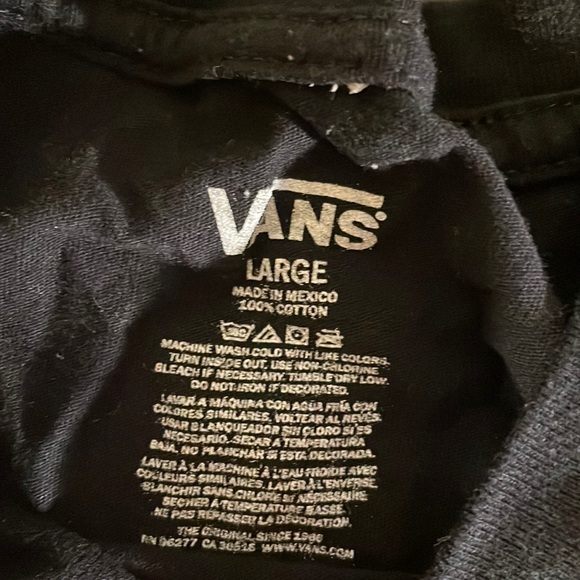 VANS
LARGE
MADE IN MEXICO
100% COTTON
MACHINE WASH COLD WITH LIKE COLORS.
TURN INSIDE OUT. USE NON-CHLORINE
BLEACH IF NECESSARY. TUMBLE DRY LOW.
DO NOT IRON IF DECORATED.
LAVAR A MÁQUINA CON AGUA FRÍA CON
COLORES SIMILARES. VOLTEAR AL REVÉS.
USAR BLANQUEADOR SIN CLORO SI ES
NECESARIO. SECAR A TEMPERATURA
BAJA. NO PLANCHAR SI ESTA DECORADA.
LAVER À LA MACHINE À L'EAU FROIDE AVEC
COULEURS SIMILAIRES. LAVER À L'ENVERSE.
BLANCHIR SANS CHLORE SI NÉCESSAIRE
SÉCHER A TEMPERATURE BASSE.
NE PAS REPASSER LA DÉCORATION.
THE ORIGINAL SINCE 1966
RN 96277 CA 36516 WWW.VANS.COM